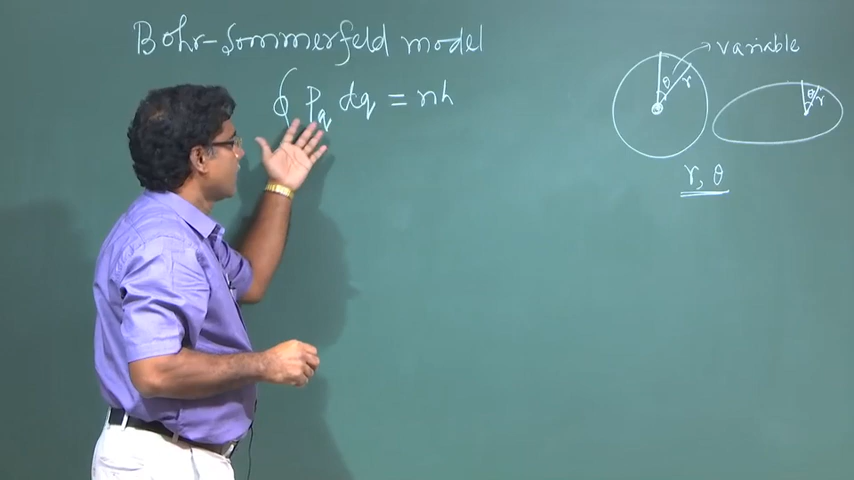 Bohr-Sommerfeld model
∮ P_q dq = nh
variable
θ r
θ r
r, θ